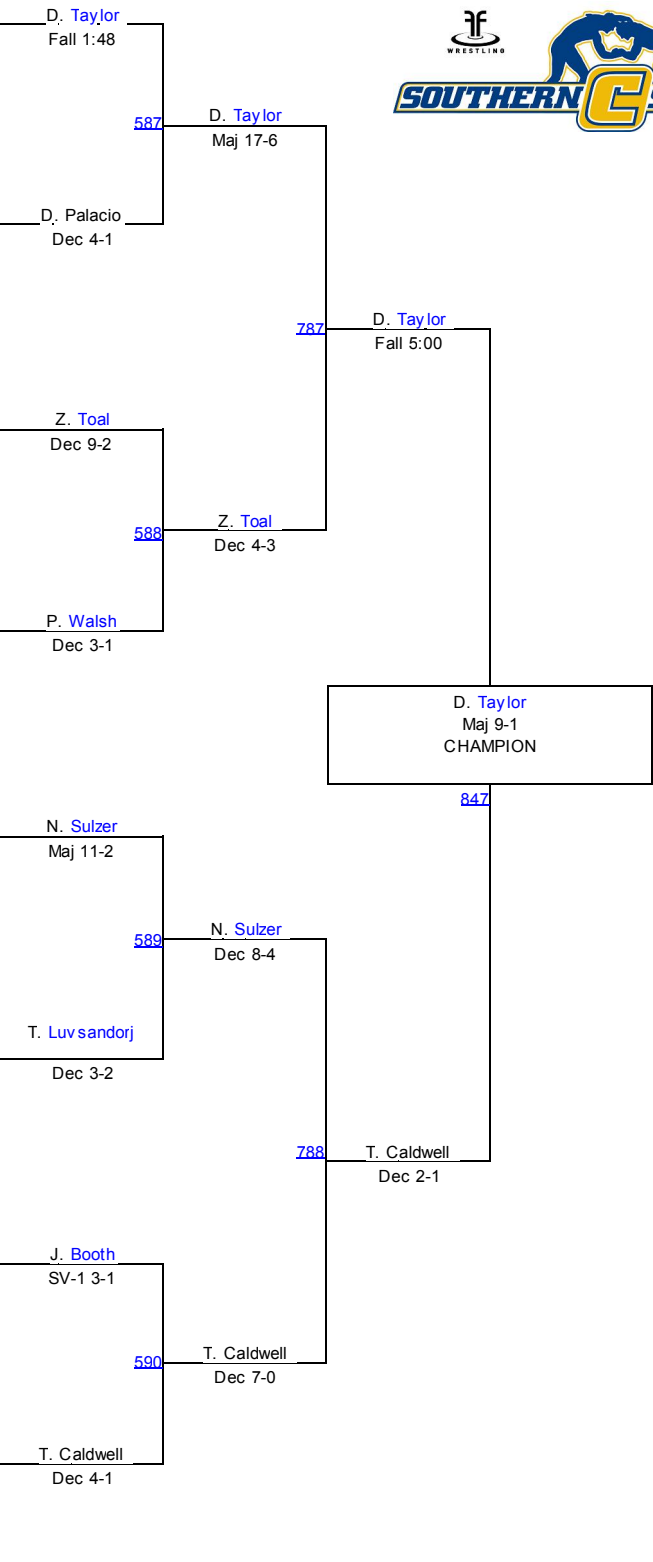 D. Taylor
Fall 1:48
WRESTLING
SOUTHERN C
587
D. Taylor
Maj 17-6
D. Palacio
Dec 4-1
787
D. Taylor
Fall 5:00
Z. Toal
Dec 9-2
588
Z. Toal
Dec 4-3
P. Walsh
Dec 3-1
D. Taylor
Maj 9-1
CHAMPION
847
N. Sulzer
Maj 11-2
589
N. Sulzer
Dec 8-4
T. Luvsandorj
Dec 3-2
788
T. Caldwell
Dec 2-1
J. Booth
SV-1 3-1
590
T. Caldwell
Dec 7-0
T. Caldwell
Dec 4-1